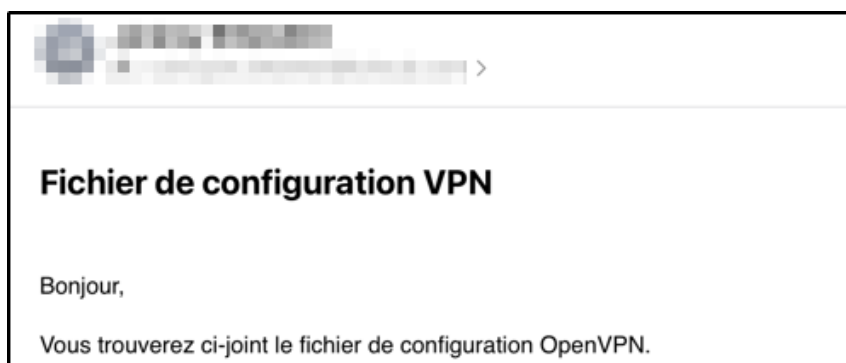 Fichier de configuration VPN
Bonjour,
Vous trouverez ci-joint le fichier de configuration OpenVPN.